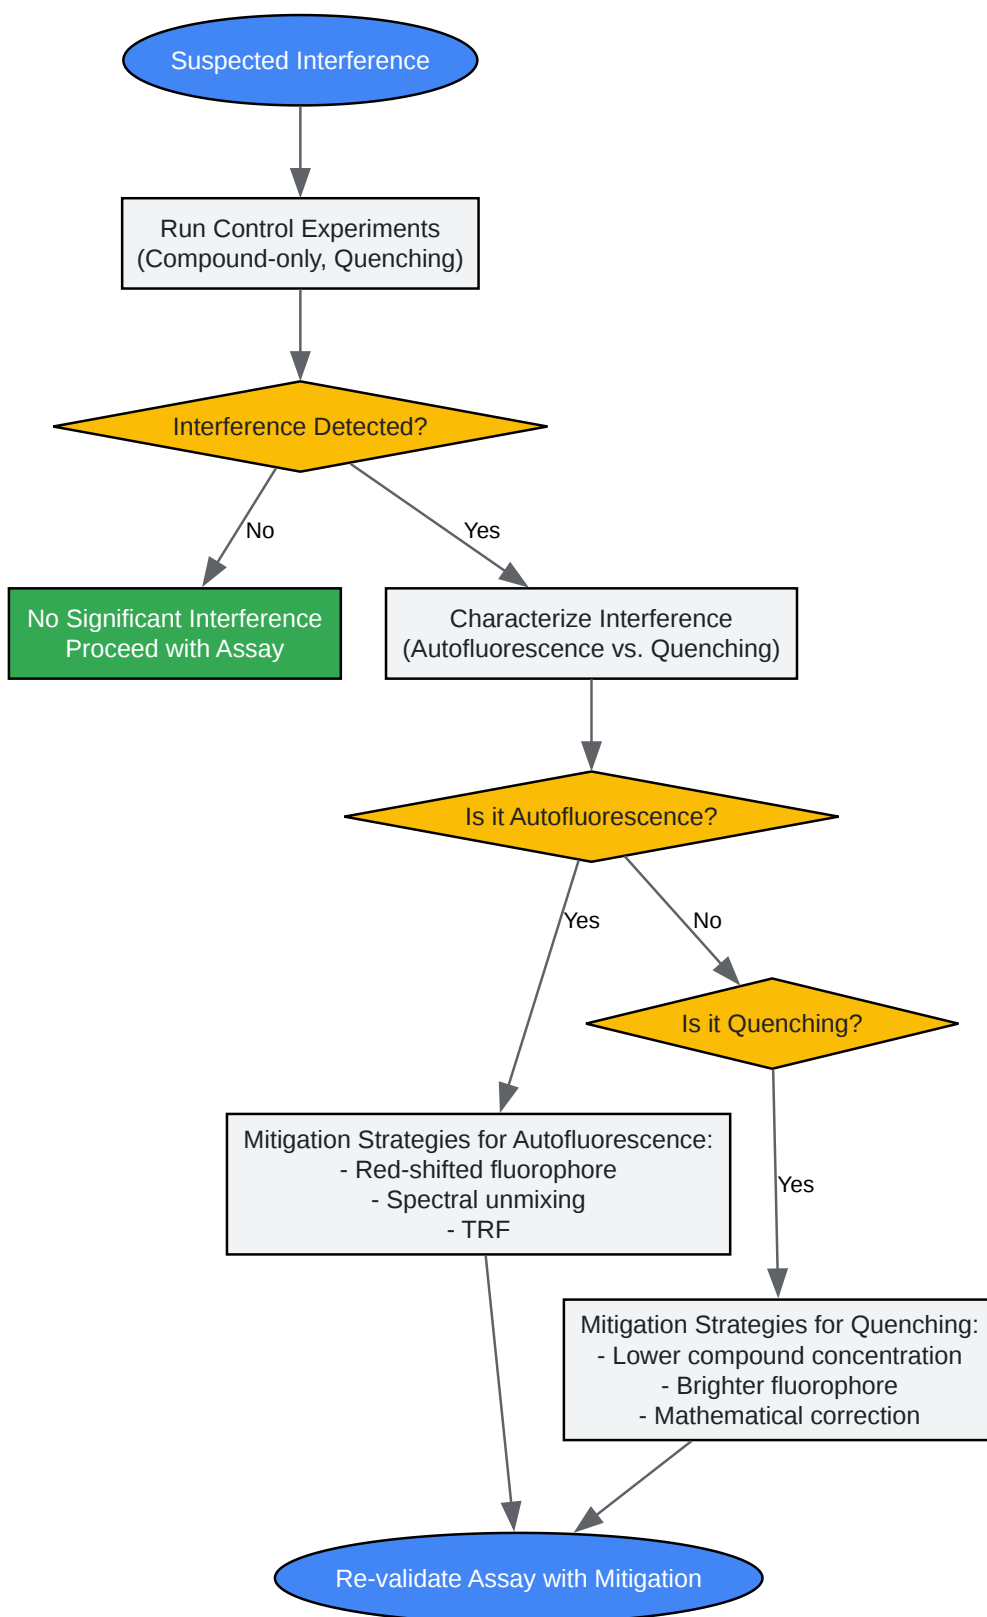 Suspected Interference
Run Control Experiments
(Compound-only, Quenching)
Interference Detected?
No
Yes
No Significant Interference
Proceed with Assay
Characterize Interference
(Autofluorescence vs. Quenching)
Is it Autofluorescence?
Yes
No
Is it Quenching?
Mitigation Strategies for Autofluorescence:
- Red-shifted fluorophore
- Spectral unmixing
- TRF
Yes
Mitigation Strategies for Quenching:
- Lower compound concentration
- Brighter fluorophore
- Mathematical correction
Re-validate Assay with Mitigation